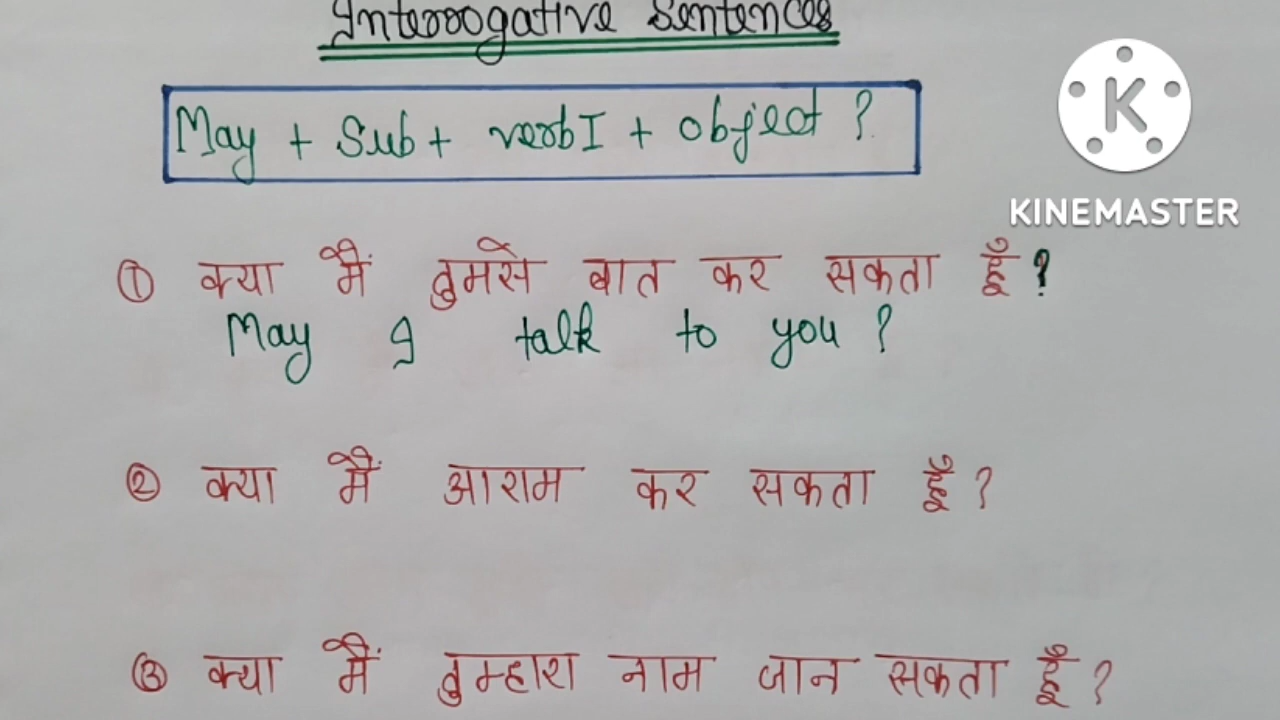 Interrogative Sentences
May + Sub + verb I + object ?
K
KINEMASTER
① क्या मैं तुमसे बात कर सकता हूँ ?
May I talk to you ?
② क्या मैं आराम कर सकता हूँ ?
③ क्या मैं तुम्हारा नाम जान सकता हूँ ?